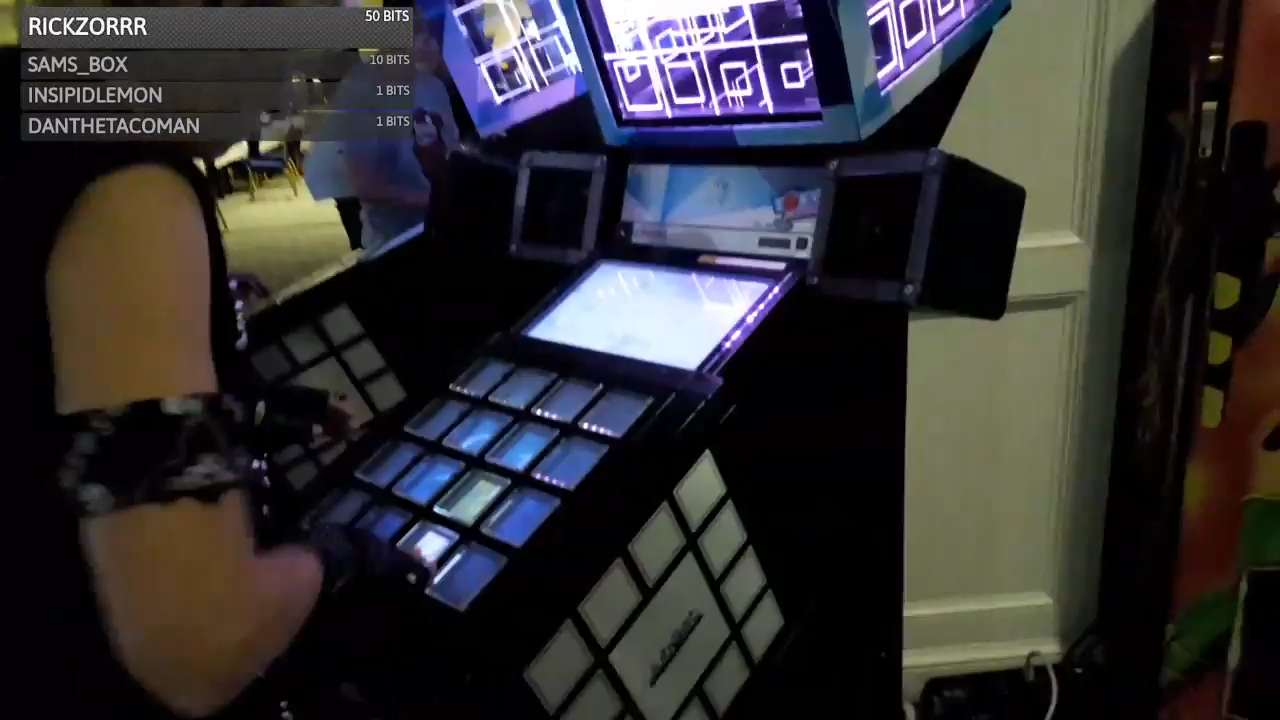 RICKZORRR 50 BITS
SAMS_BOX 10 BITS
INSIPIDLEMON 1 BITS
DANTHETACOMAN 1 BITS